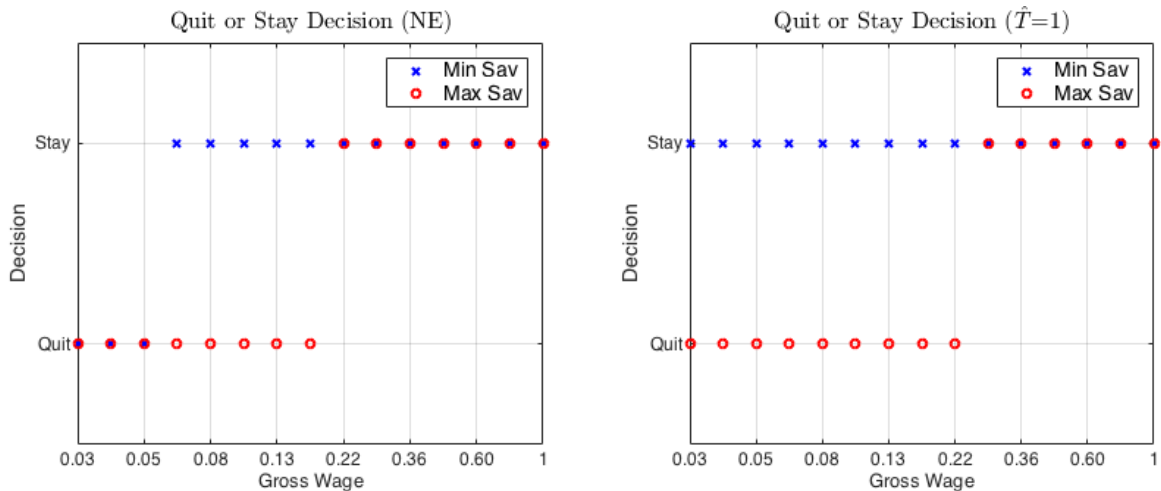 Quit or Stay Decision (NE)
Min Sav
Max Sav
Stay
Decision
Quit
0.03 0.05 0.08 0.13 0.22 0.36 0.60 1
Gross Wage
Quit or Stay Decision (T̂=1)
Min Sav
Max Sav
Stay
Decision
Quit
0.03 0.05 0.08 0.13 0.22 0.36 0.60 1
Gross Wage